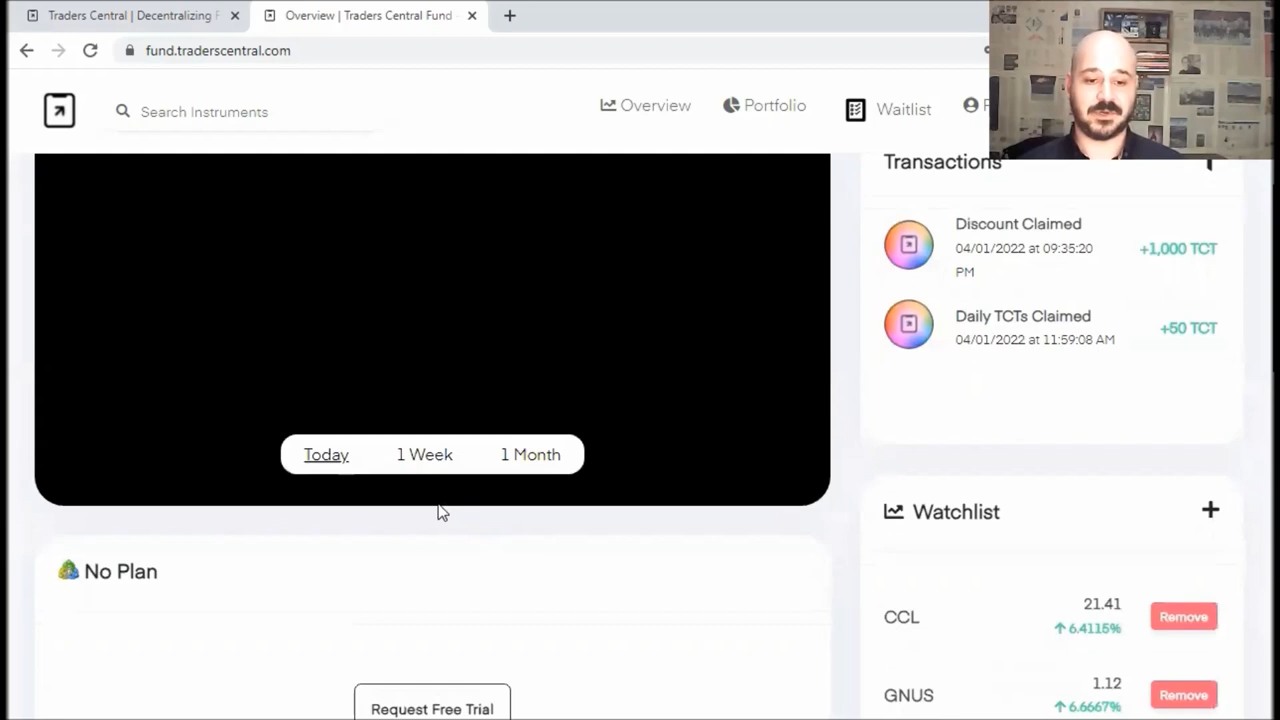 Traders Central | Decentralizing F
Overview | Traders Central Fund
fund.traderscentral.com
Search Instruments
Overview
Portfolio
Waitlist
Transactions
Discount Claimed
04/01/2022 at 09:35:20
PM
+1,000 TCT
Daily TCTs Claimed
04/01/2022 at 11:59:08 AM
+50 TCT
Today
1 Week
1 Month
Watchlist
No Plan
CCL
21.41
6.4115%
Remove
GNUS
1.12
6.6667%
Remove
Request Free Trial